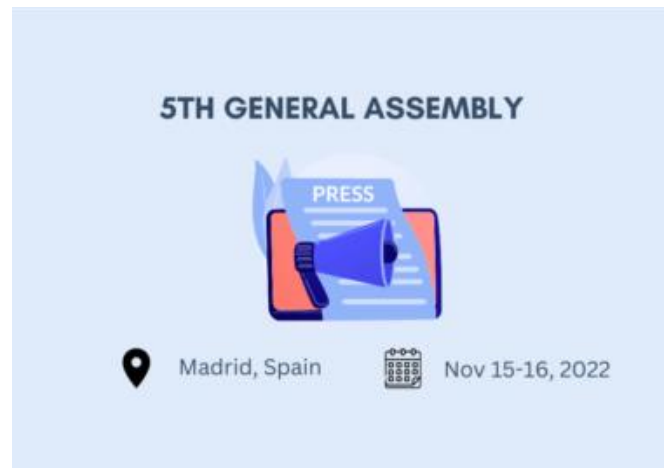 5TH GENERAL ASSEMBLY
PRESS
Madrid, Spain
Nov 15-16, 2022